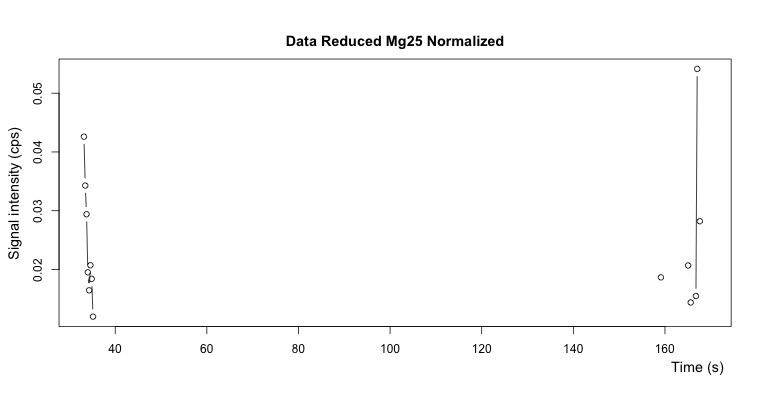 Data Reduced Mg25 Normalized
Signal intensity (cps)
0.05
0.04
0.03
0.02
40 60 80 100 120 140 160
Time (s)